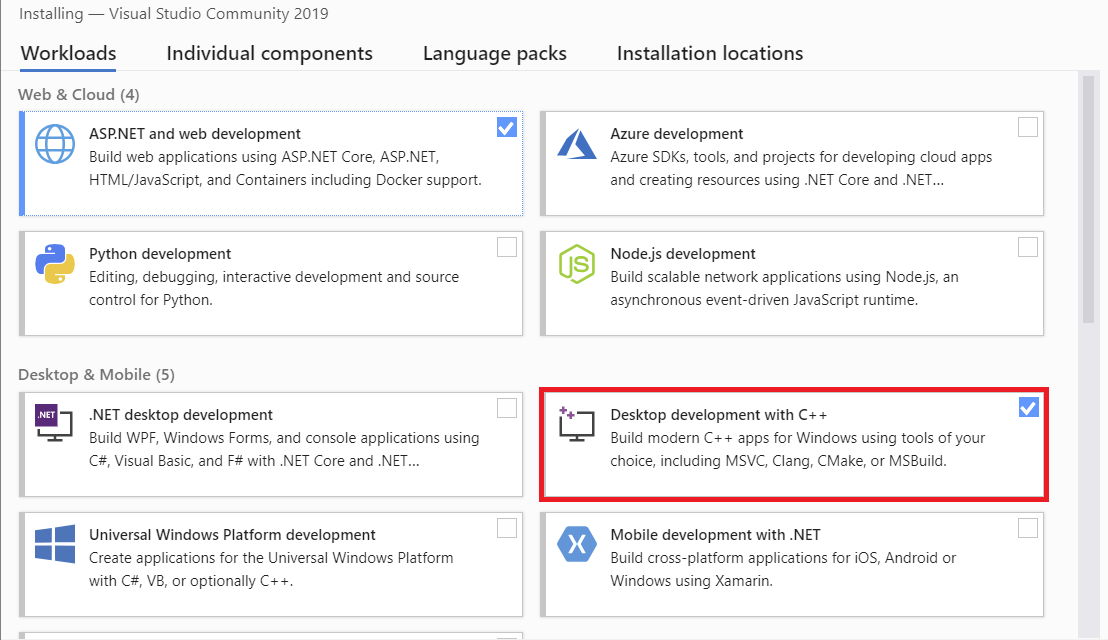 Installing — Visual Studio Community 2019
Workloads
Individual components
Language packs
Installation locations
Web & Cloud (4)
ASP.NET and web development
Build web applications using ASP.NET Core, ASP.NET,
HTML/JavaScript, and Containers including Docker support.
Azure development
Azure SDKs, tools, and projects for developing cloud apps
and creating resources using .NET Core and .NET...
Python development
Editing, debugging, interactive development and source
control for Python.
JS
Node.js development
Build scalable network applications using Node.js, an
asynchronous event-driven JavaScript runtime.
Desktop & Mobile (5)
.NET
.NET desktop development
Build WPF, Windows Forms, and console applications using
C#, Visual Basic, and F# with .NET Core and .NET...
Desktop development with C++
Build modern C++ apps for Windows using tools of your
choice, including MSVC, Clang, CMake, or MSBuild.
Universal Windows Platform development
Create applications for the Universal Windows Platform
with C#, VB, or optionally C++.
Mobile development with .NET
Build cross-platform applications for iOS, Android or
Windows using Xamarin.